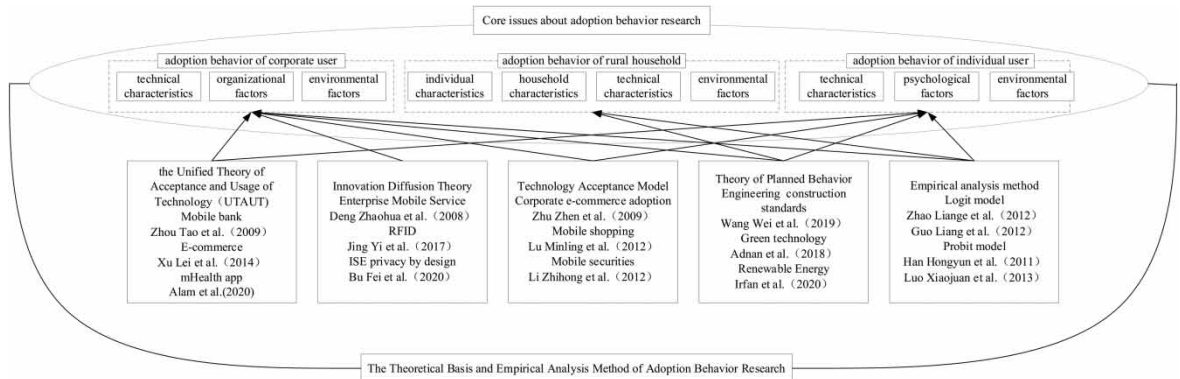 Core issues about adoption behavior research
adoption behavior of corporate user
technical
characteristics
organizational
factors
environmental
factors
adoption behavior of rural household
individual
characteristics
household
characteristics
technical
characteristics
environmental
factors
adoption behavior of individual user
technical
characteristics
psychological
factors
environmental
factors
the Unified Theory of
Acceptance and Usage of
Technology（UTAUT）
Mobile bank
Zhou Tao et al.（2009）
E-commerce
Xu Lei et al.（2014）
mHealth app
Alam et al.(2020)
Innovation Diffusion Theory
Enterprise Mobile Service
Deng Zhaohua et al.（2008）
RFID
Jing Yi et al.（2017）
ISE privacy by design
Bu Fei et al.（2020）
Technology Acceptance Model
Corporate e-commerce adoption
Zhu Zhen et al.（2009）
Mobile shopping
Lu Minling et al.（2012）
Mobile securities
Li Zhihong et al.（2012）
Theory of Planned Behavior
Engineering construction
standards
Wang Wei et al.（2019）
Green technology
Adnan et al.（2018）
Renewable Energy
Irfan et al.（2020）
Empirical analysis method
Logit model
Zhao Liange et al.（2012）
Guo Liang et al.（2012）
Probit model
Han Hongyun et al.（2011）
Luo Xiaojuan et al.（2013）
The Theoretical Basis and Empirical Analysis Method of Adoption Behavior Research